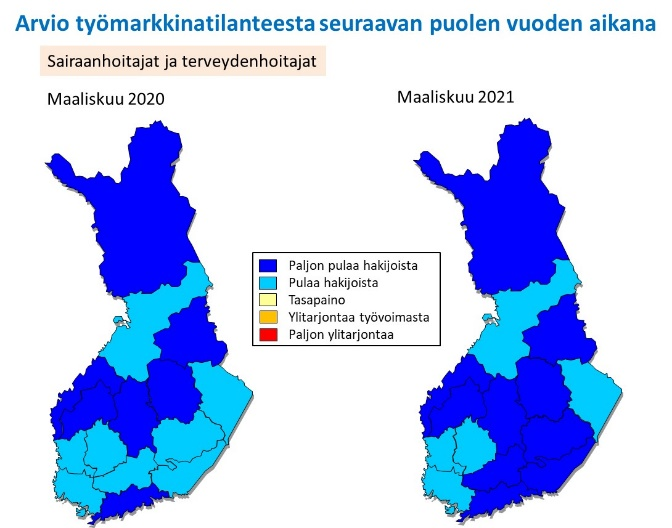 Arvio työmarkkinatilanteesta seuraavan puolen vuoden aikana
Sairaanhoitajat ja terveydenhoitajat
Maaliskuu 2020
Maaliskuu 2021
Paljon pulaa hakijoista
Pulaa hakijoista
Tasapaino
Ylitarjontaa työvoimasta
Paljon ylitarjontaa